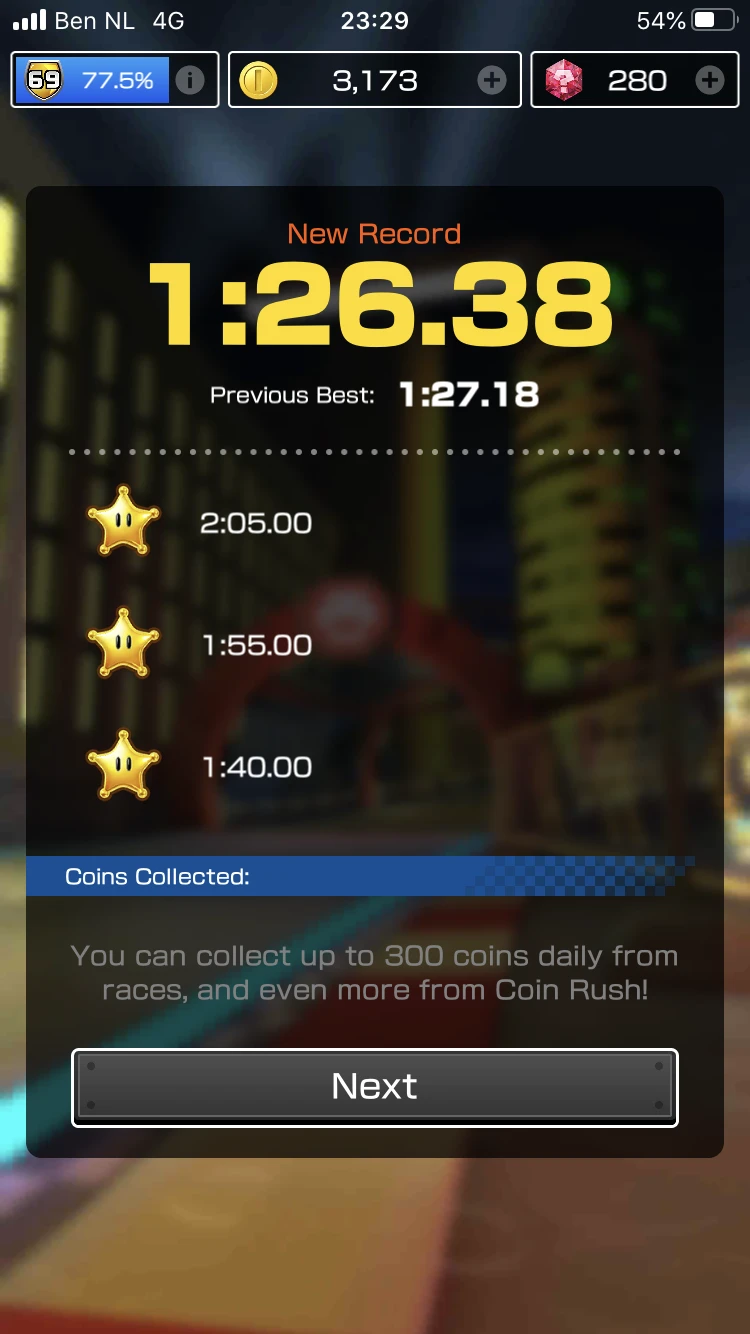 Ben NL 4G 23:29 54%
69 77.5% i 3,173 + ? 280 +
New Record
1:26.38
Previous Best: 1:27.18
2:05.00
1:55.00
1:40.00
Coins Collected:
You can collect up to 300 coins daily from
races, and even more from Coin Rush!
Next